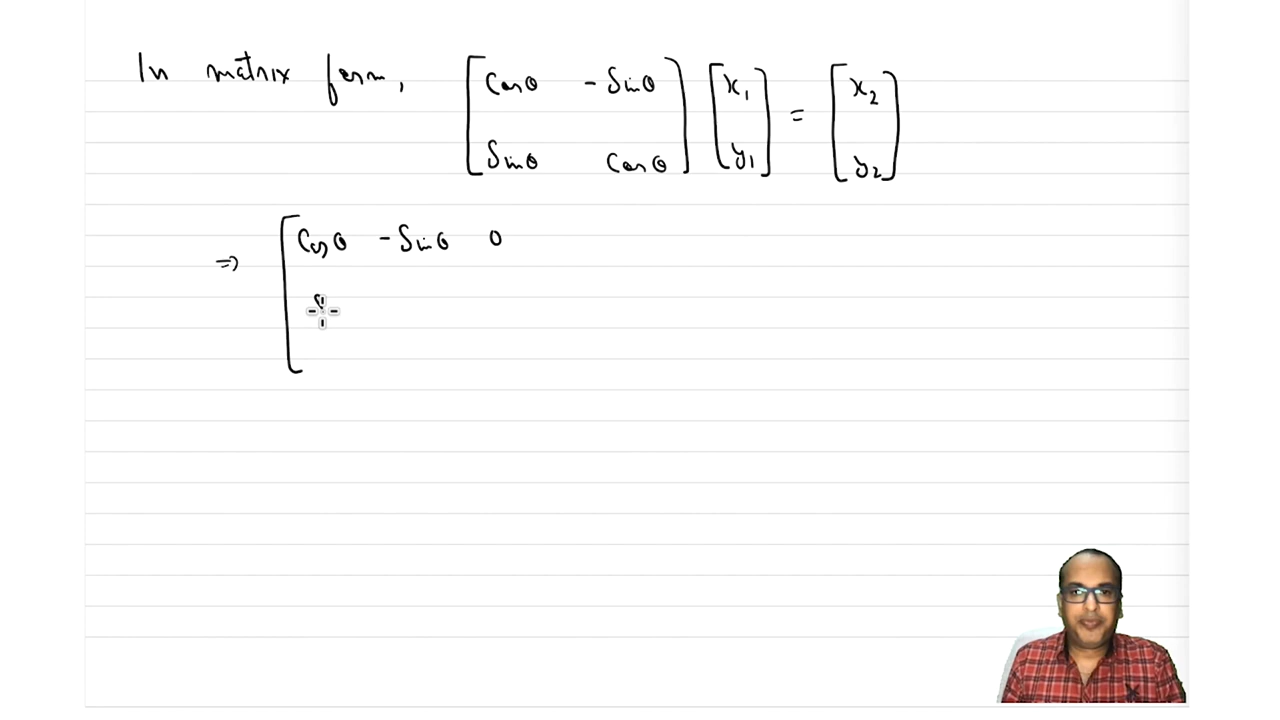 In matrix form, [Cosθ -Sinθ Sinθ Cosθ] [x₁ y₁] = [x₂ y₂]
⇒ [Cosθ -Sinθ 0
S